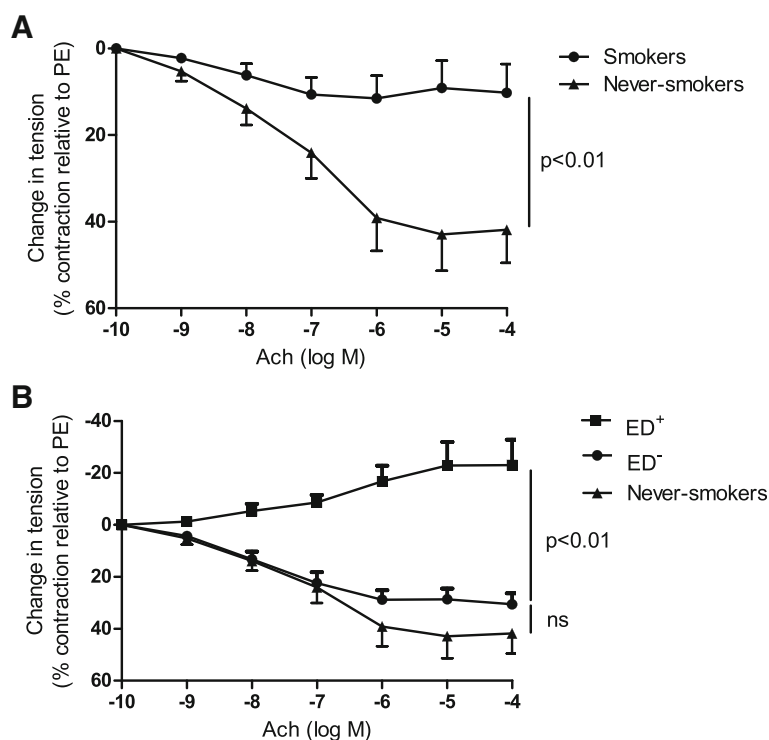 A
Change in tension
(% contraction relative to PE)
0
20
40
60
-10 -9 -8 -7 -6 -5 -4
Ach (log M)
Smokers
Never-smokers
p<0.01
B
Change in tension
(% contraction relative to PE)
-40
-20
0
20
40
60
-10 -9 -8 -7 -6 -5 -4
Ach (log M)
ED+
ED-
Never-smokers
p<0.01
ns